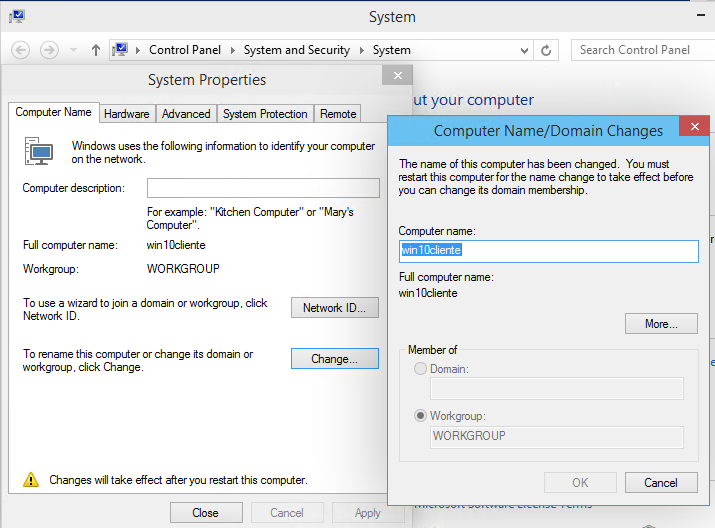 System
Control Panel
System and Security
System
Search Control Panel
System Properties
Computer Name
Hardware
Advanced
System Protection
Remote
Windows uses the following information to identify your computer
on the network.
Computer description:
For example: "Kitchen Computer" or "Mary's
Computer".
Full computer name:
win10cliente
Workgroup:
WORKGROUP
To use a wizard to join a domain or workgroup, click
Network ID.
Network ID...
To rename this computer or change its domain or
workgroup, click Change.
Change...
Changes will take effect after you restart this computer.
Close
Cancel
Apply
ut your computer
Computer Name/Domain Changes
The name of this computer has been changed. You must
restart this computer for the name change to take effect before
you can change its domain membership.
Computer name:
win10cliente
Full computer name:
win10cliente
More...
Member of
Domain:
Workgroup:
WORKGROUP
OK
Cancel
Microsoft Software License Terms